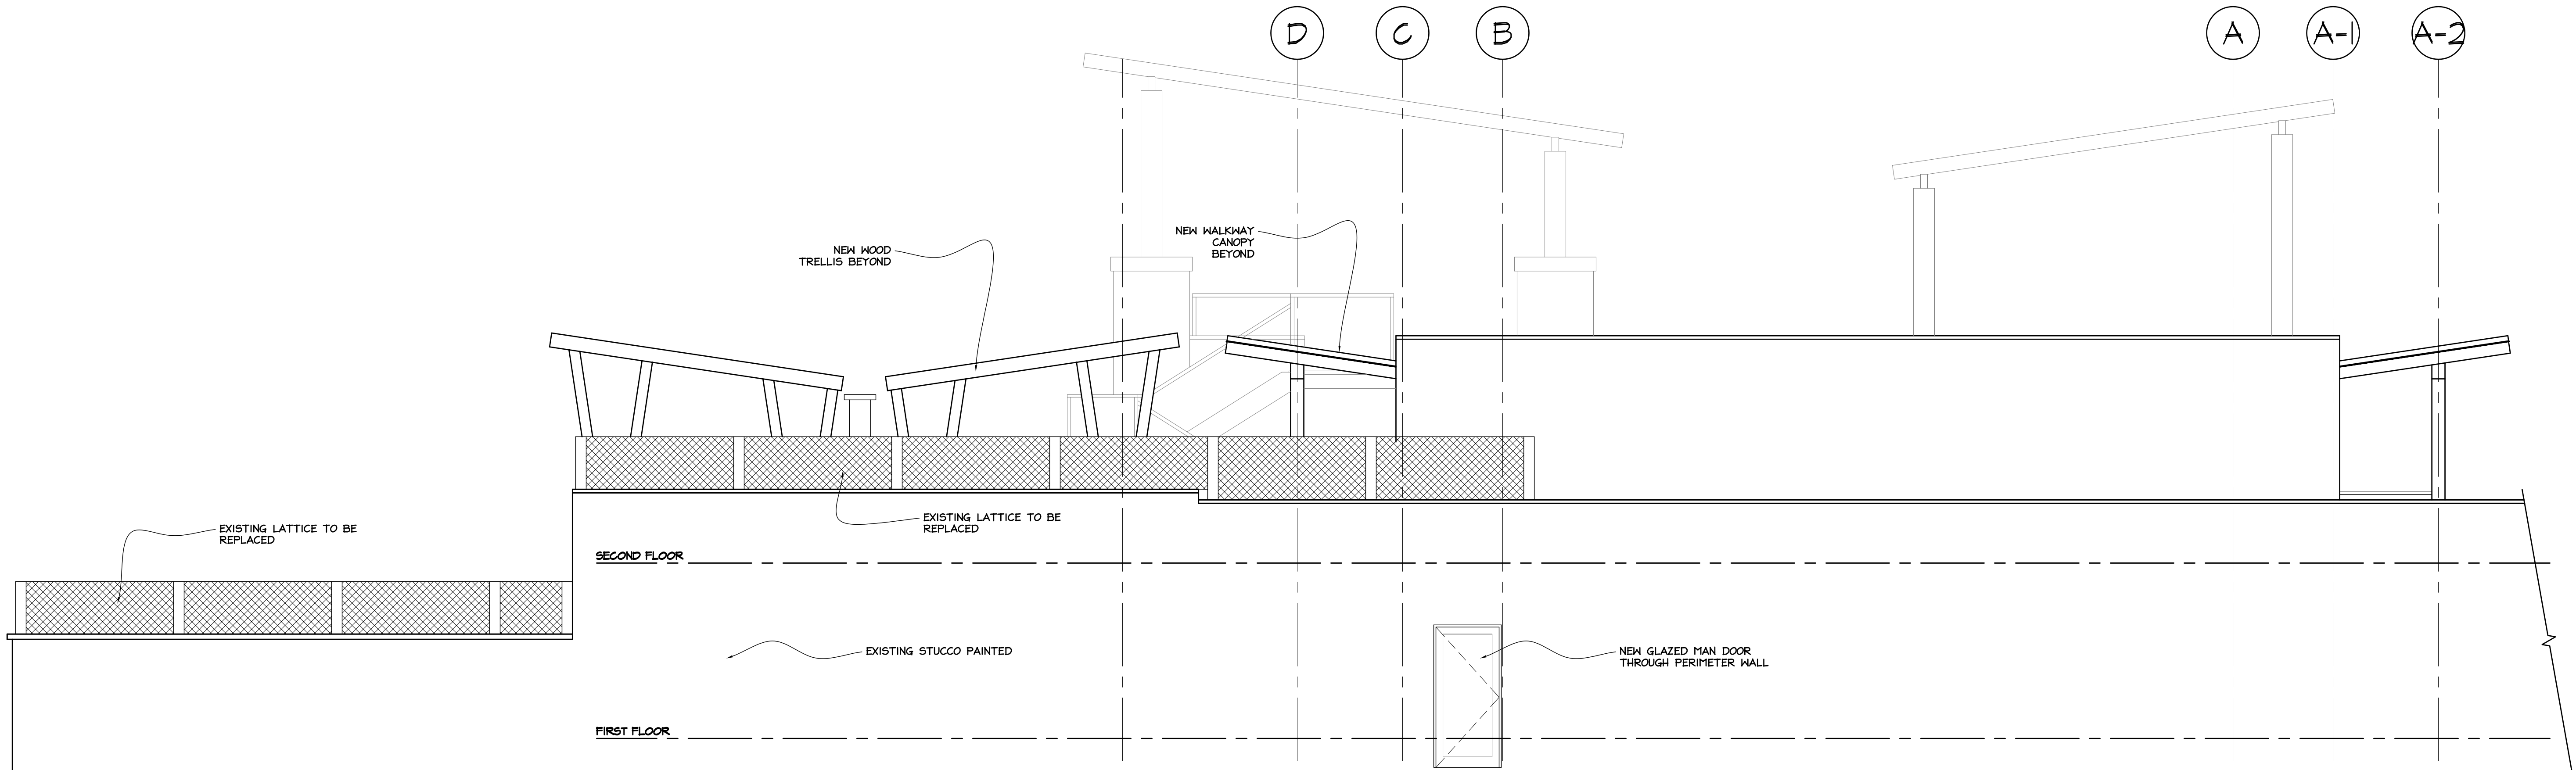 D
C
B
A
A-1
A-2
NEW WALKWAY
CANOPY
BEYOND
NEW WOOD
TRELLIS BEYOND
EXISTING LATTICE TO BE
REPLACED
EXISTING LATTICE TO BE
REPLACED
SECOND FLOOR
EXISTING STUCCO PAINTED
NEW GLAZED MAN DOOR
THROUGH PERIMETER WALL
FIRST FLOOR